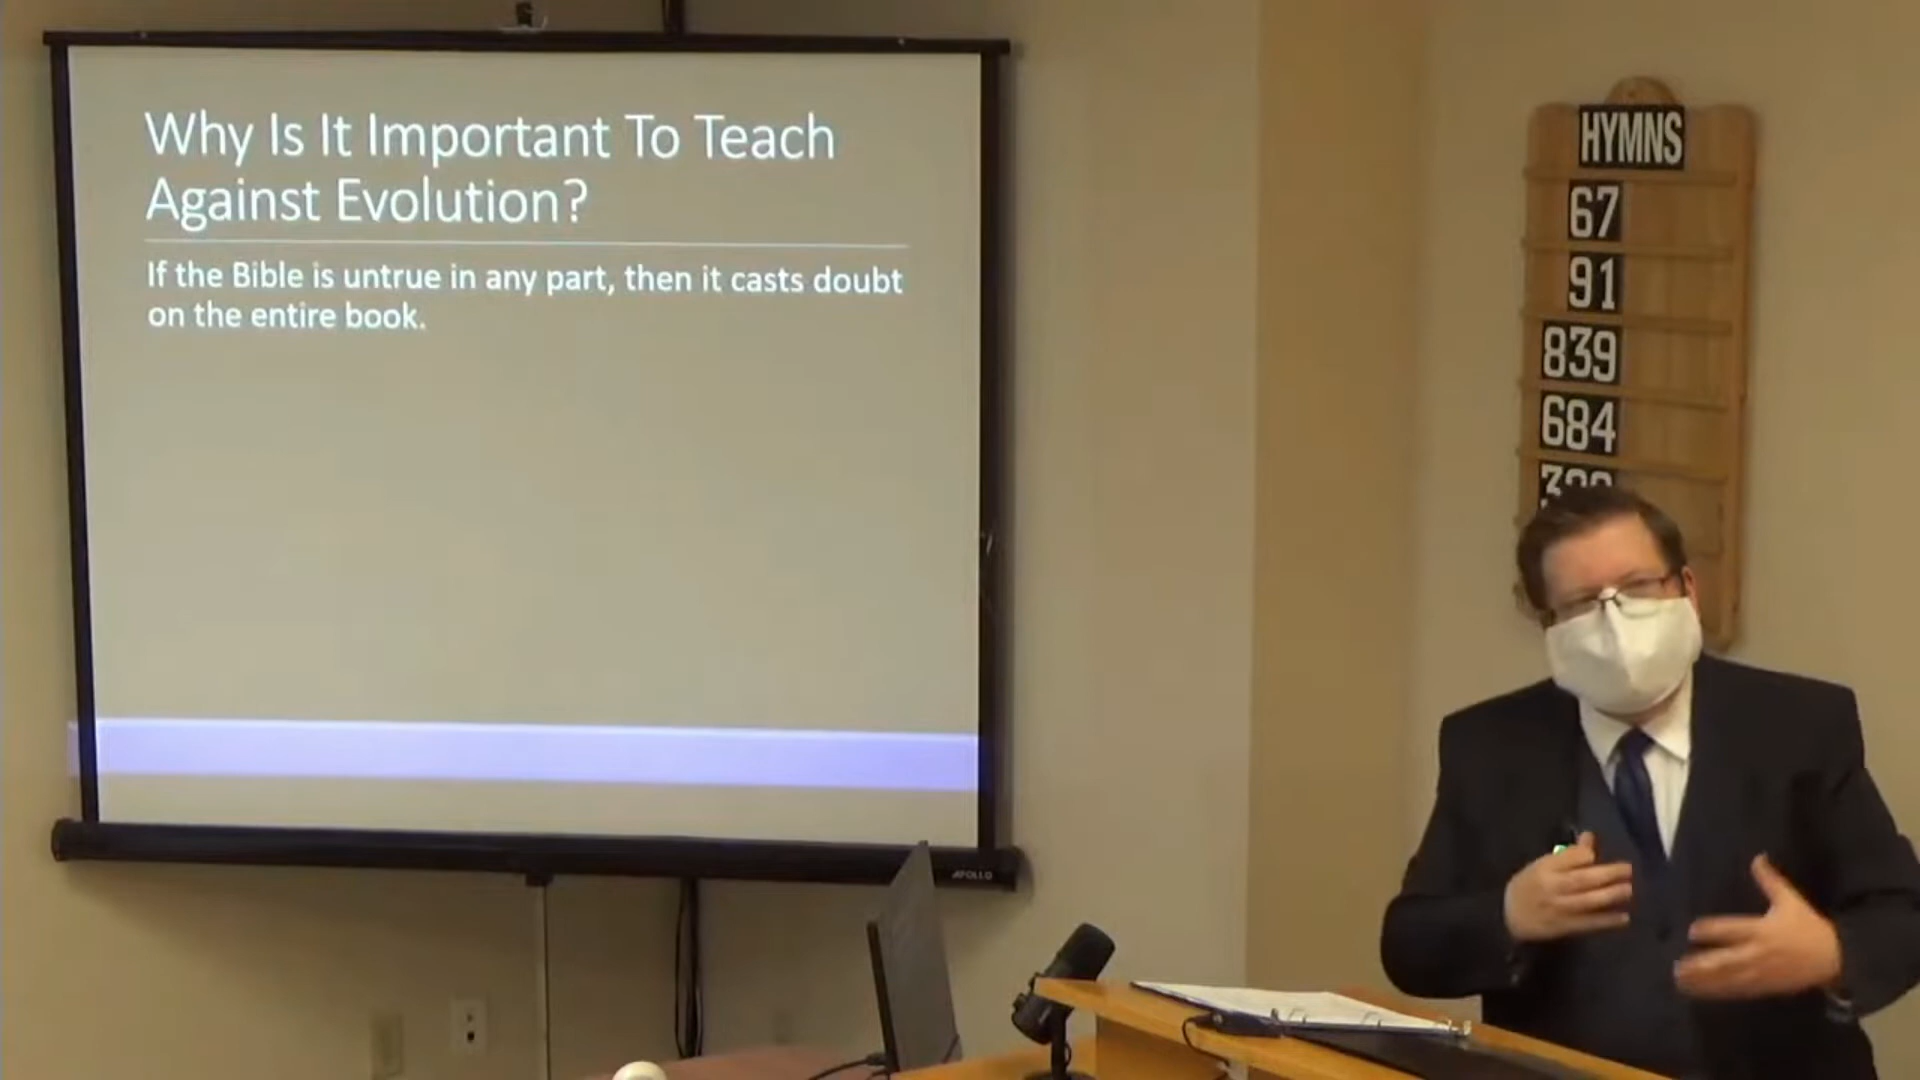 Why Is It Important To Teach
Against Evolution?
If the Bible is untrue in any part, then it casts doubt
on the entire book.
HYMNS
67
91
839
684
APOLLO